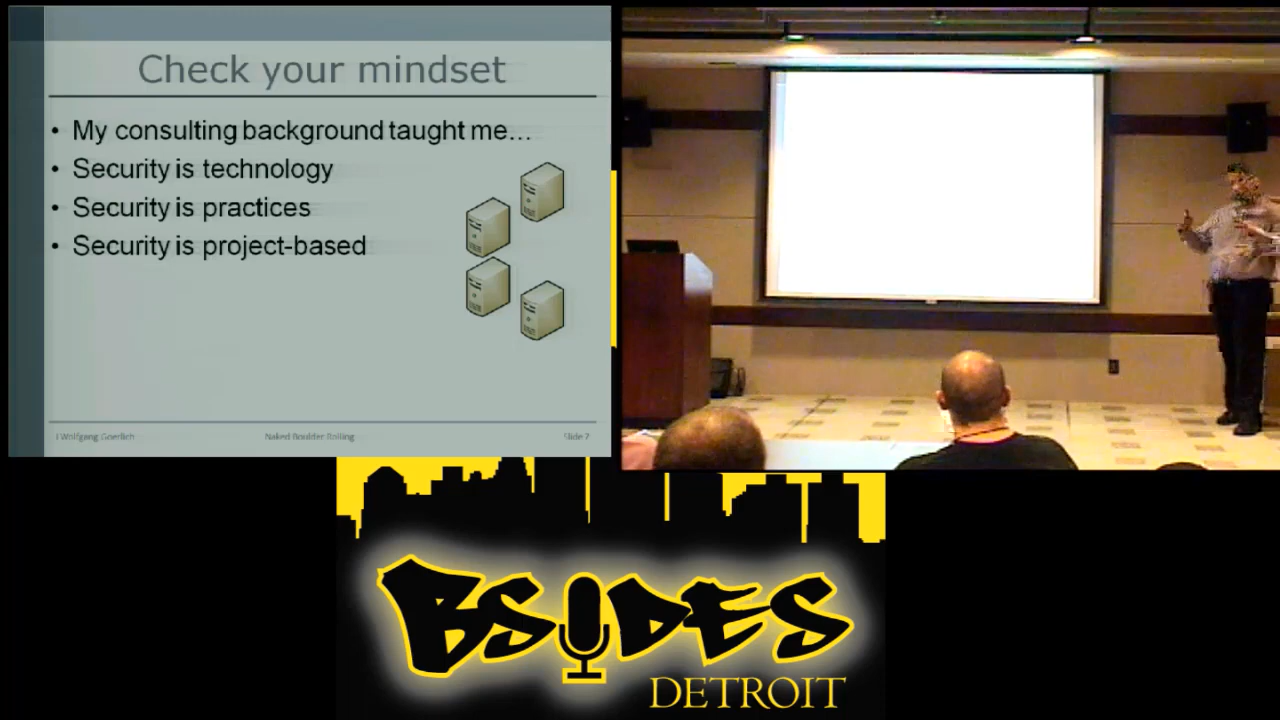 Check your mindset
• My consulting background taught me...
• Security is technology
• Security is practices
• Security is project-based
J Wolfgang Goerlich
Naked Boulder Rolling
Slide 7
BSIDES
DETROIT